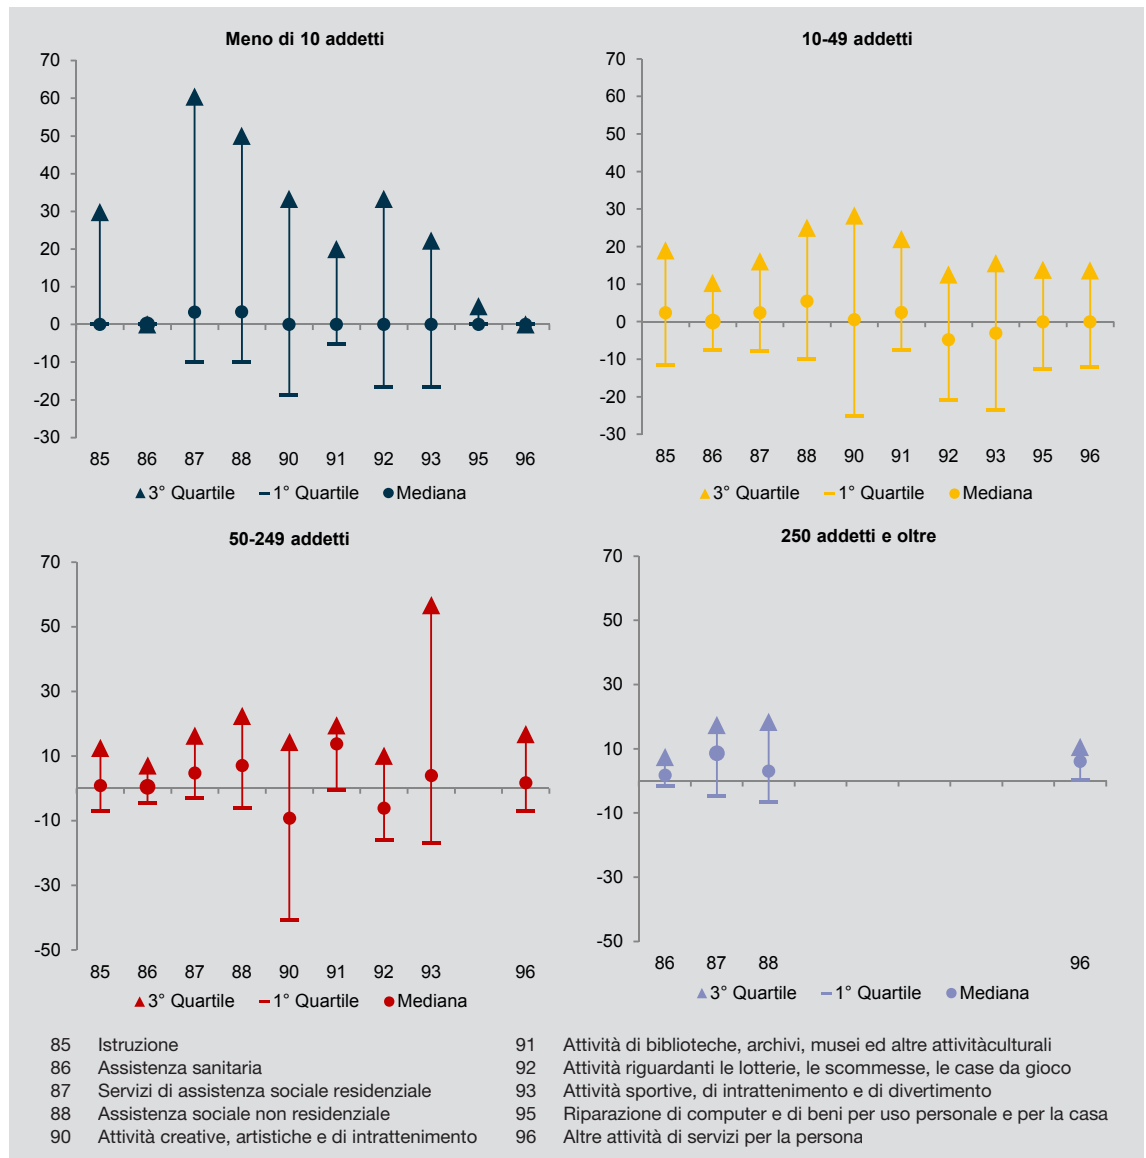 Meno di 10 addetti
70
60
50
40
30
20
10
0
-10
-20
-30
85 86 87 88 90 91 92 93 95 96
3° Quartile 1° Quartile Mediana
10-49 addetti
70
60
50
40
30
20
10
0
-10
-20
-30
85 86 87 88 90 91 92 93 95 96
3° Quartile 1° Quartile Mediana
50-249 addetti
70
50
30
10
-10
-30
-50
85 86 87 88 90 91 92 93 96
3° Quartile 1° Quartile Mediana
250 addetti e oltre
70
50
30
10
-10
-30
-50
86 87 88 96
3° Quartile 1° Quartile Mediana
85 Istruzione
86 Assistenza sanitaria
87 Servizi di assistenza sociale residenziale
88 Assistenza sociale non residenziale
90 Attività creative, artistiche e di intrattenimento
91 Attività di biblioteche, archivi, musei ed altre attivitàculturali
92 Attività riguardanti le lotterie, le scommesse, le case da gioco
93 Attività sportive, di intrattenimento e di divertimento
95 Riparazione di computer e di beni per uso personale e per la casa
96 Altre attività di servizi per la persona